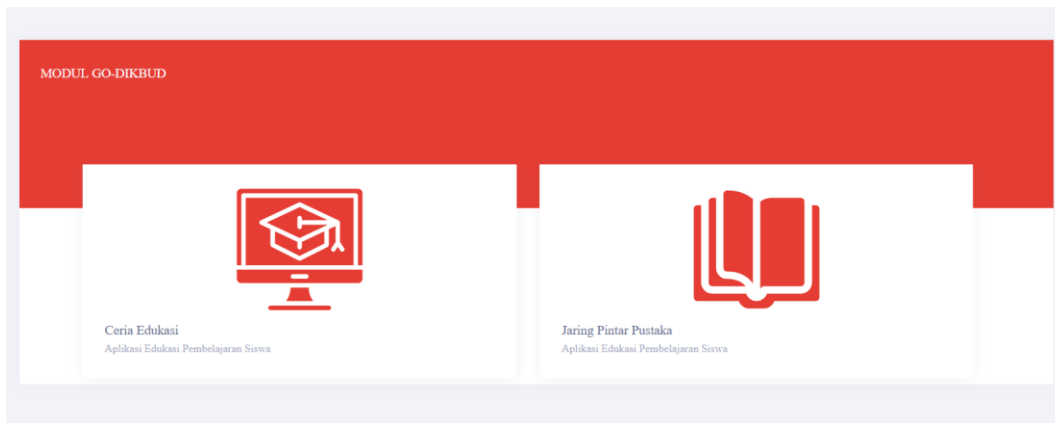 MODUL GO-DIKBUD
Ceria Edukasi
Aplikasi Edukasi Pembelajaran Siswa
Jaring Pintar Pustaka
Aplikasi Edukasi Pembelajaran Siswa